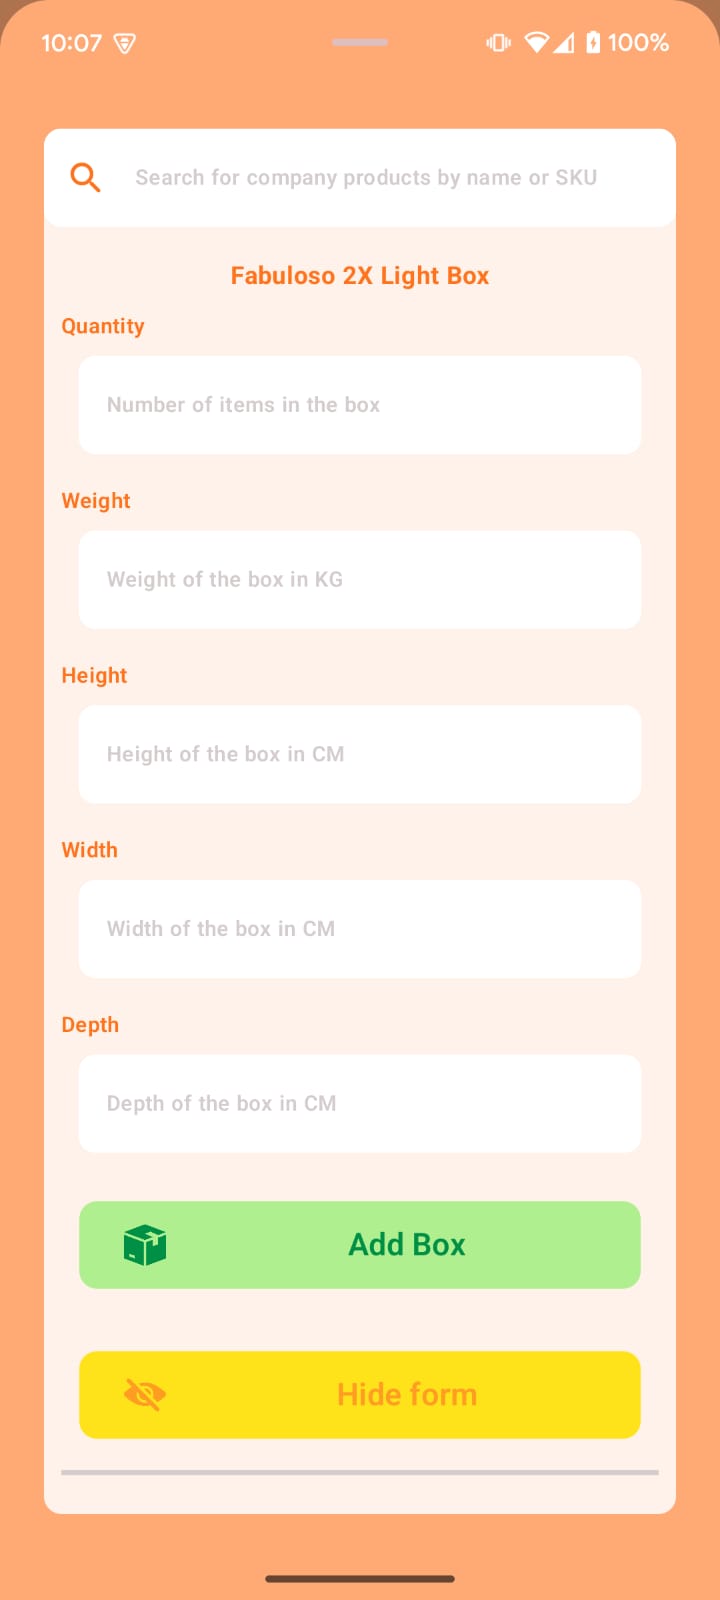 10:07
100%
Search for company products by name or SKU
Fabuloso 2X Light Box
Quantity
Number of items in the box
Weight
Weight of the box in KG
Height
Height of the box in CM
Width
Width of the box in CM
Depth
Depth of the box in CM
Add Box
Hide form